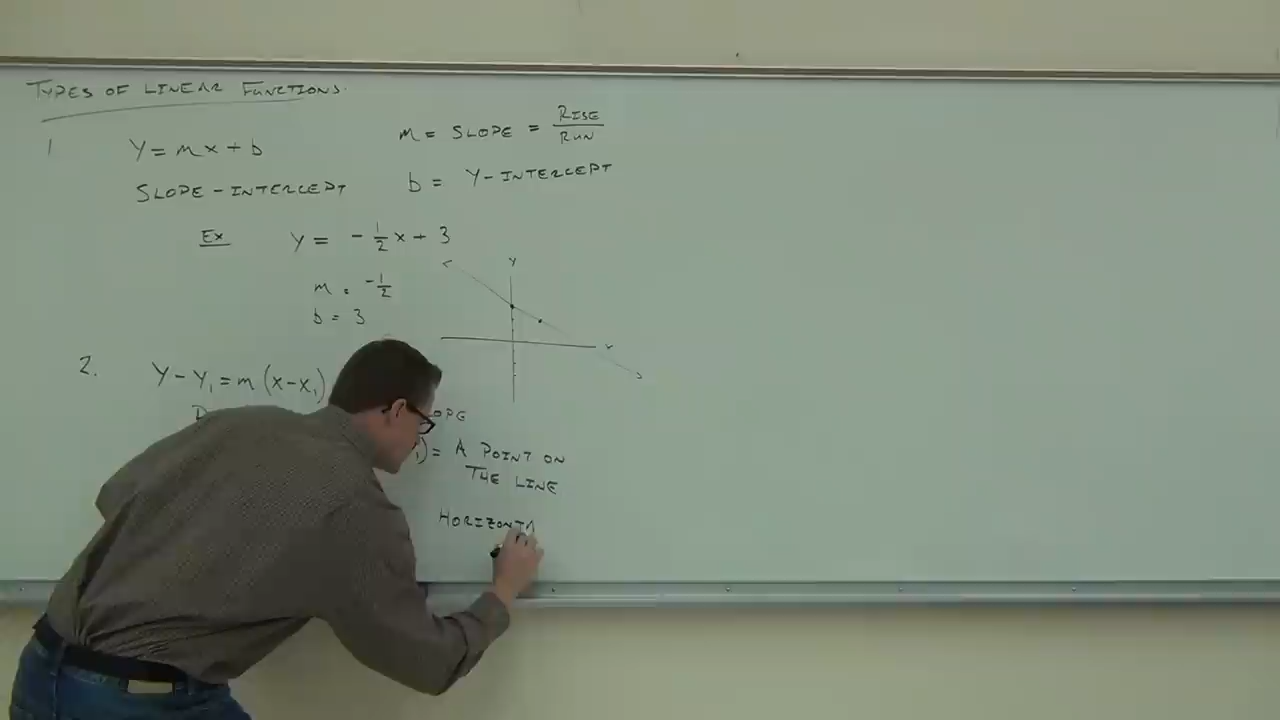 TYPES OF LINEAR FUNCTIONS.
1 Y = mx + b
m = SLOPE = RISE/RUN
SLOPE-INTERCEPT
b = Y-INTERCEPT
Ex Y = -1/2 x + 3
m = -1/2
b = 3
Y
X
2. Y - Y₁ = m(x - x₁)
= A POINT ON
THE LINE
HORIZONTA